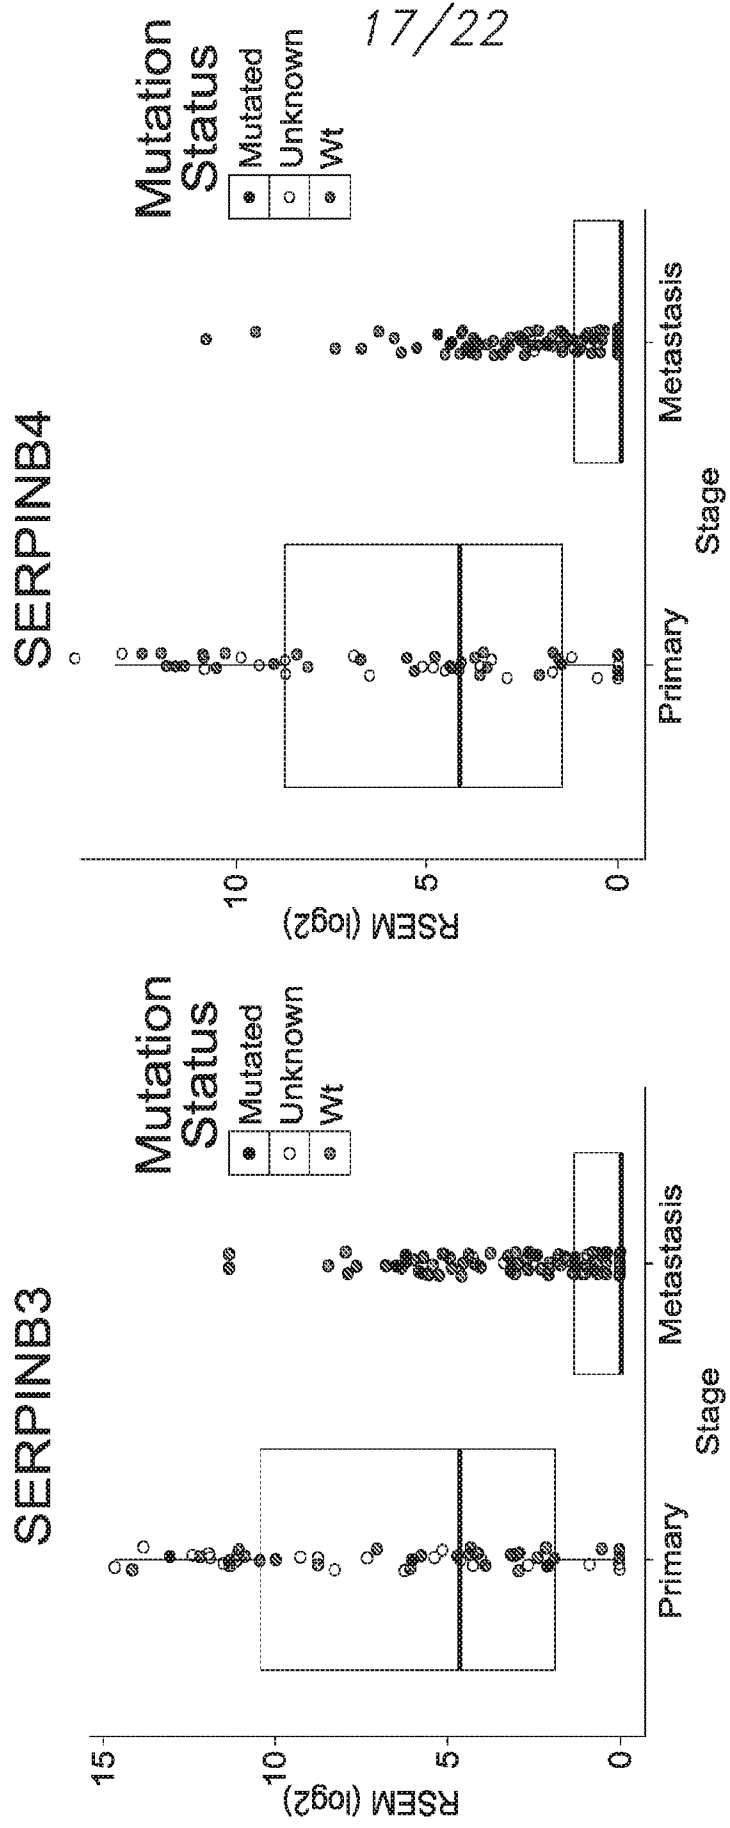 17/22
SERPINB3
RSEM (log2)
15
10
5
0
Primary
Metastasis
Stage
Mutation
Status
Mutated
Unknown
Wt
SERPINB4
RSEM (log2)
10
5
0
Primary
Metastasis
Stage
Mutation
Status
Mutated
Unknown
Wt